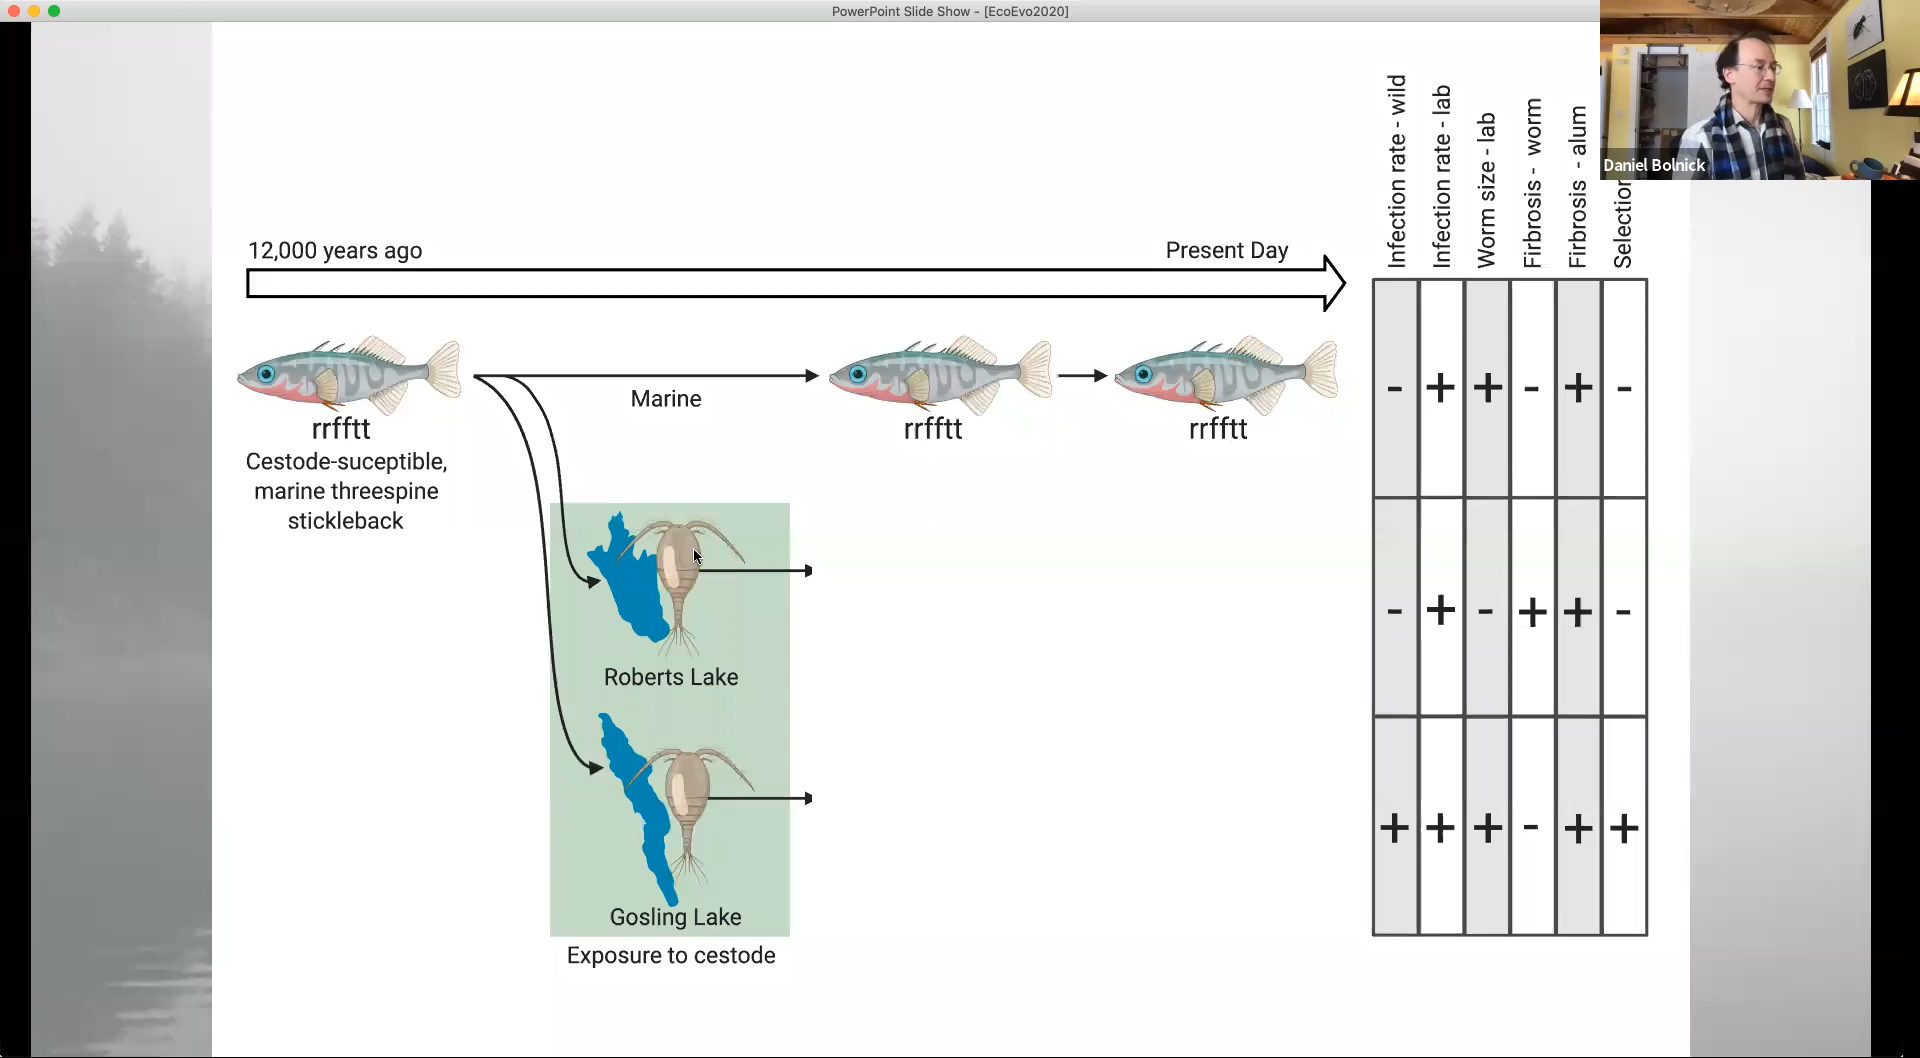 PowerPoint Slide Show - [EcoEvo2020]
Daniel Bolnick
Infection rate - wild
Infection rate - lab
Worm size - lab
Firbrosis - worm
Firbrosis - alum
Selection
12,000 years ago
Present Day
Marine
rrfftt
rrfftt
rrfftt
Cestode-suceptible,
marine threespine
stickleback
Roberts Lake
Gosling Lake
Exposure to cestode
- + + - + -
- + - + + -
+ + + - + +